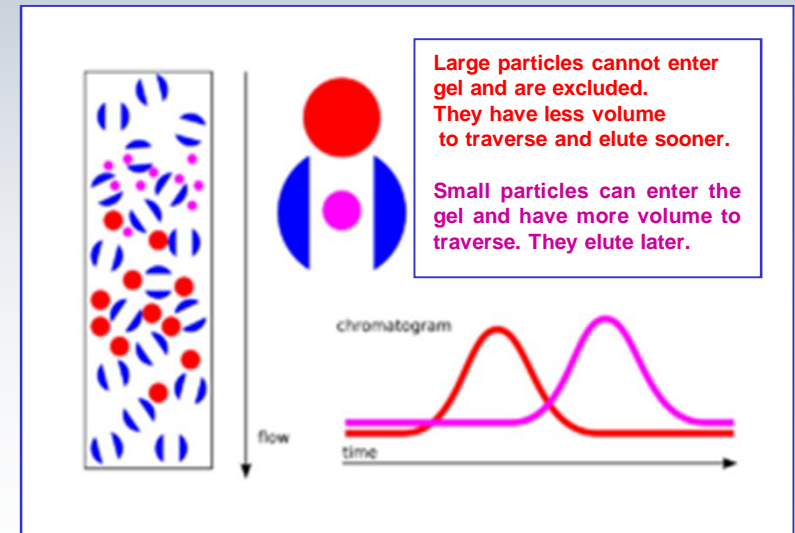 Large particles cannot enter
gel and are excluded.
They have less volume
to traverse and elute sooner.
Small particles can enter the
gel and have more volume to
traverse. They elute later.
chromatogram
flow
time